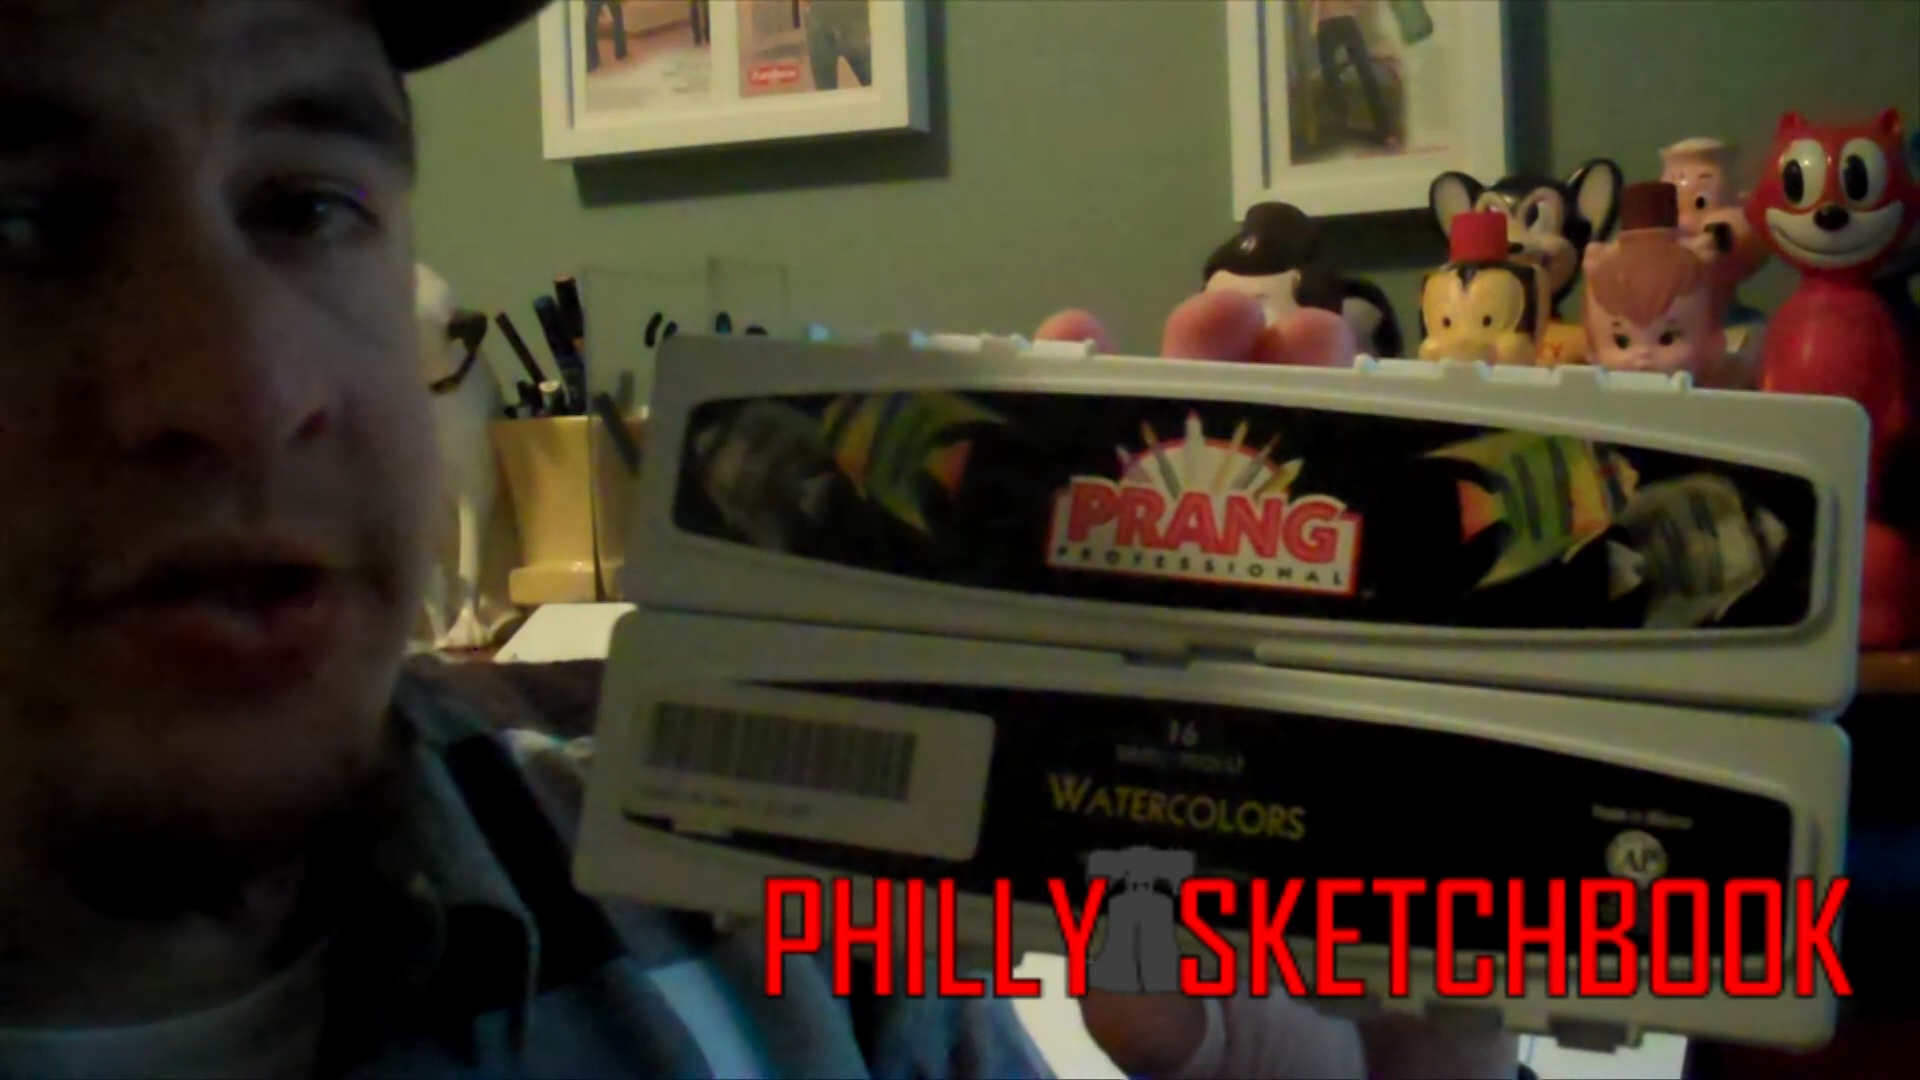 PRANG
PROFESSIONAL
16
WATERCOLORS
AP
PHILLY SKETCHBOOK